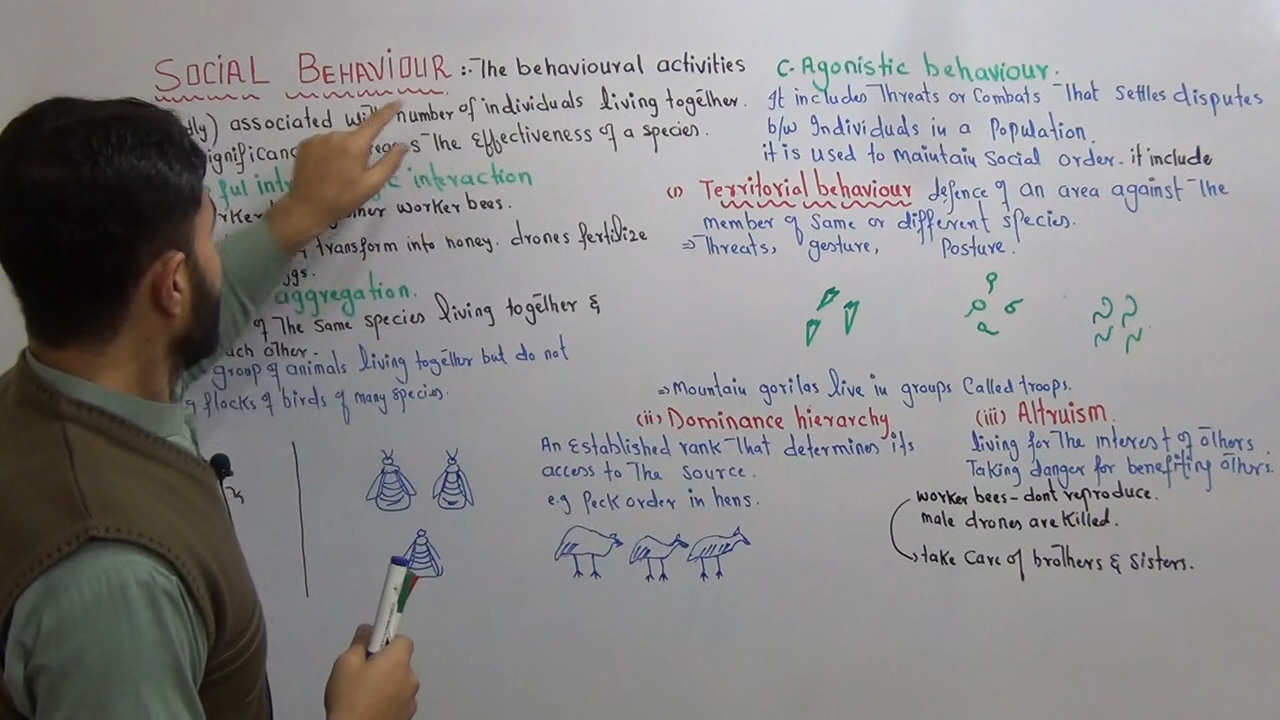 SOCIAL BEHAVIOUR :- The behavioural activities
associated with number of individuals living together.
The Effectiveness of a species.
interaction
worker bees.
transform into honey. drones fertilize
aggregation.
of The same species living together &
other.
group of animals living together but do not
flocks of birds of many species.
C. Agonistic behaviour.
It includes Threats or Combats That settles disputes
b/w Individuals in a Population.
it is used to maintain social order. it include
(i) Territorial behaviour defence of an area against The
member of same or different species.
⇒ Threats, gesture, Posture.
⇒ Mountain gorilas live in groups Called troops.
(ii) Dominance hierarchy
An Established rank That determines its
access to The source.
e.g Peck order in hens.
(iii) Altruism
living for The interest of others.
Taking danger for benefiting others.
worker bees - dont reproduce.
male drones are killed.
take care of brothers & sisters.